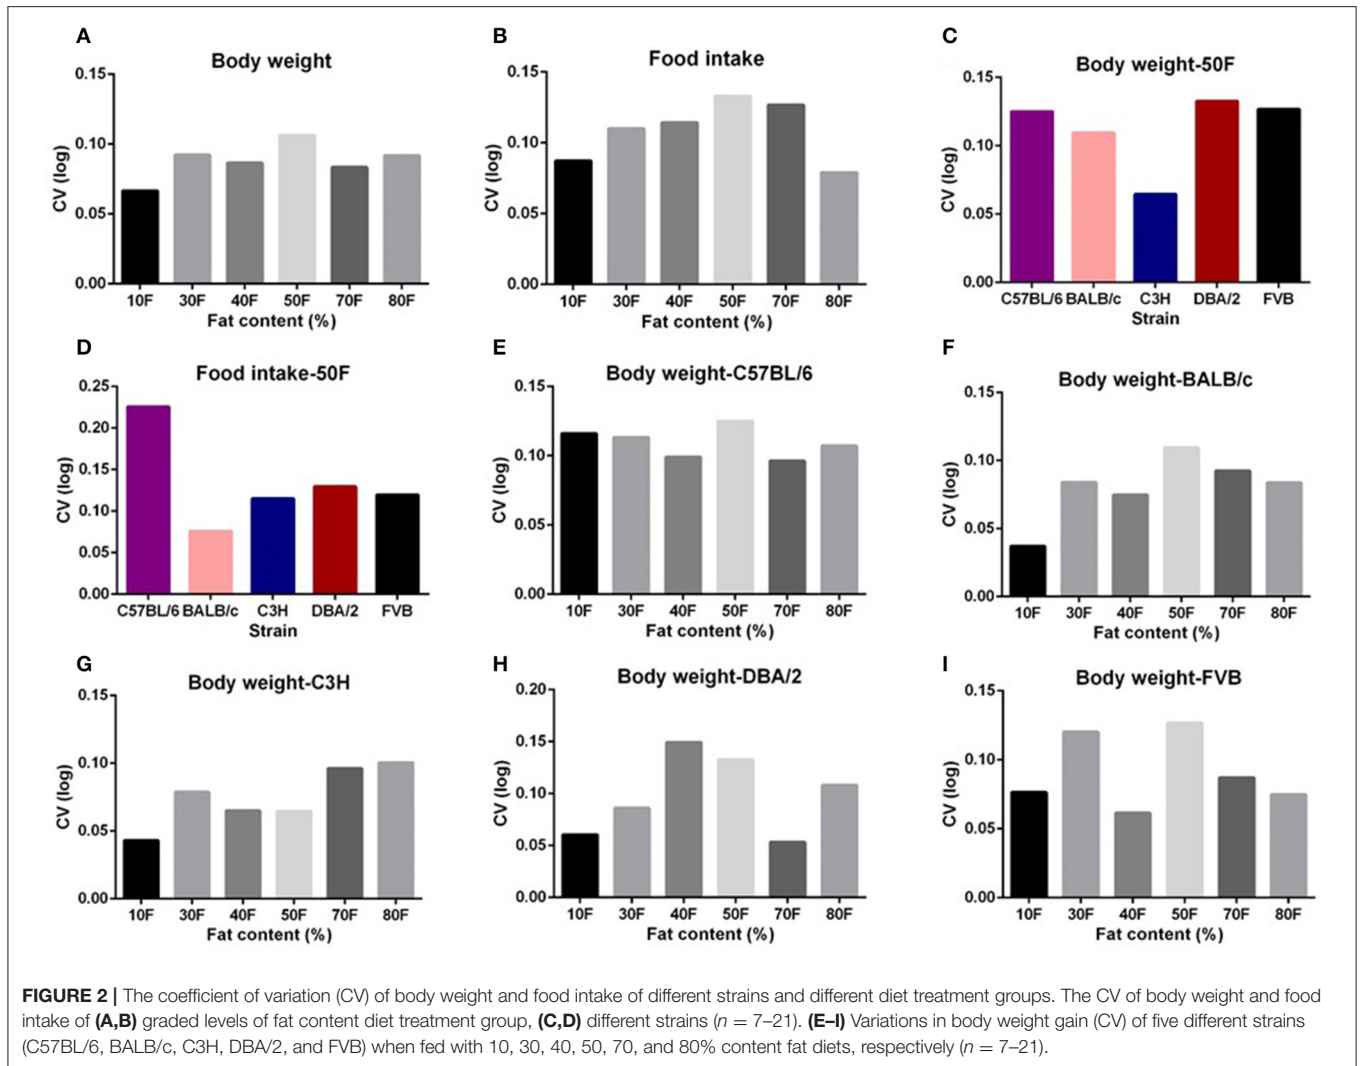 A
Body weight
CV (log)
0.15
0.10
0.05
0.00
10F 30F 40F 50F 70F 80F
Fat content (%)
B
Food intake
CV (log)
0.15
0.10
0.05
0.00
10F 30F 40F 50F 70F 80F
Fat content (%)
C
Body weight-50F
CV (log)
0.15
0.10
0.05
0.00
C57BL/6 BALB/c C3H DBA/2 FVB
Strain
D
Food intake-50F
CV (log)
0.25
0.20
0.15
0.10
0.05
0.00
C57BL/6 BALB/c C3H DBA/2 FVB
Strain
E
Body weight-C57BL/6
CV (log)
0.15
0.10
0.05
0.00
10F 30F 40F 50F 70F 80F
Fat content (%)
F
Body weight-BALB/c
CV (log)
0.15
0.10
0.05
0.00
10F 30F 40F 50F 70F 80F
Fat content (%)
G
Body weight-C3H
CV (log)
0.15
0.10
0.05
0.00
10F 30F 40F 50F 70F 80F
Fat content (%)
H
Body weight-DBA/2
CV (log)
0.20
0.15
0.10
0.05
0.00
10F 30F 40F 50F 70F 80F
Fat content (%)
I
Body weight-FVB
CV (log)
0.15
0.10
0.05
0.00
10F 30F 40F 50F 70F 80F
Fat content (%)
FIGURE 2 | The coefficient of variation (CV) of body weight and food intake of different strains and different diet treatment groups. The CV of body weight and food
intake of (A,B) graded levels of fat content diet treatment group, (C,D) different strains (n = 7–21). (E–I) Variations in body weight gain (CV) of five different strains
(C57BL/6, BALB/c, C3H, DBA/2, and FVB) when fed with 10, 30, 40, 50, 70, and 80% content fat diets, respectively (n = 7–21).